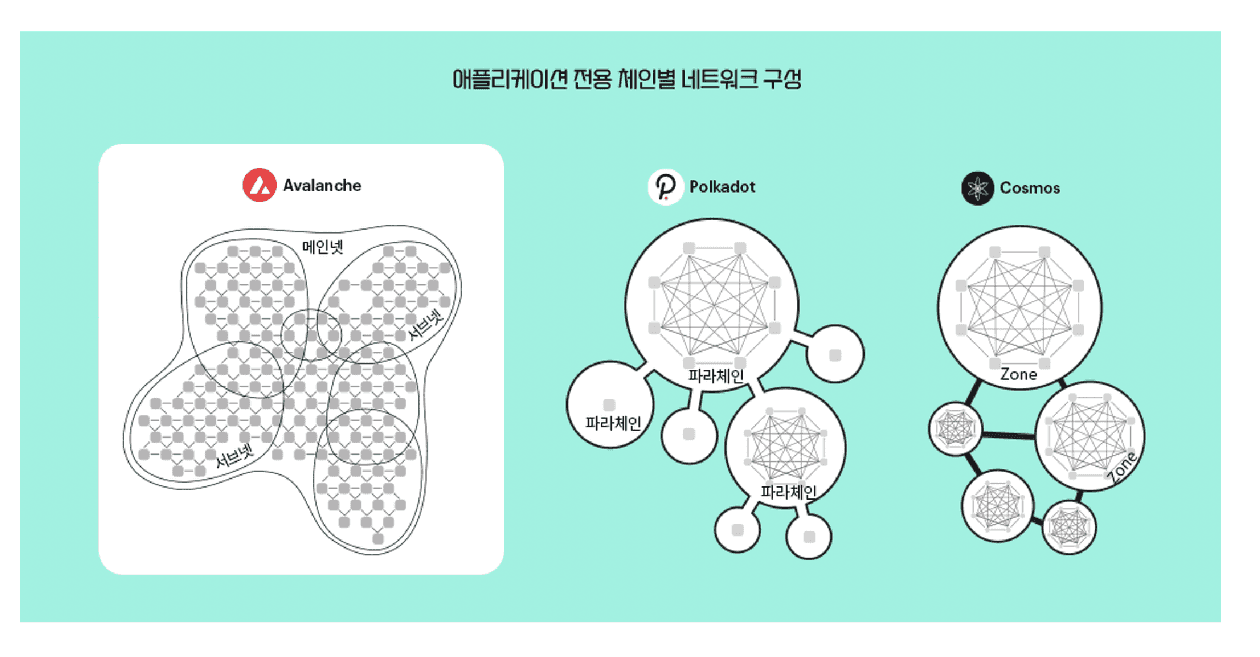 애플리케이션 전용 체인별 네트워크 구성
Avalanche
메인넷
서브넷
서브넷
Polkadot
파라체인
파라체인
파라체인
Cosmos
Zone
Zone